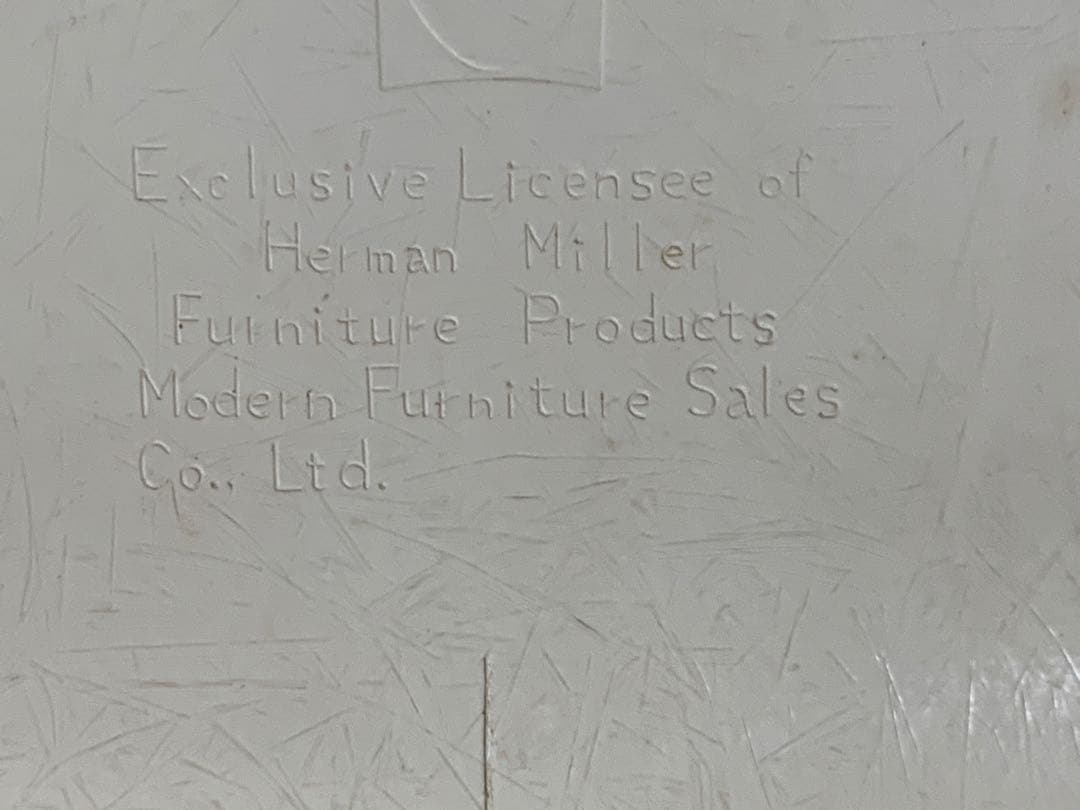 Exclusive Licensee of
Herman Miller
Furniture Products
Modern Furniture Sales
Co., Ltd.